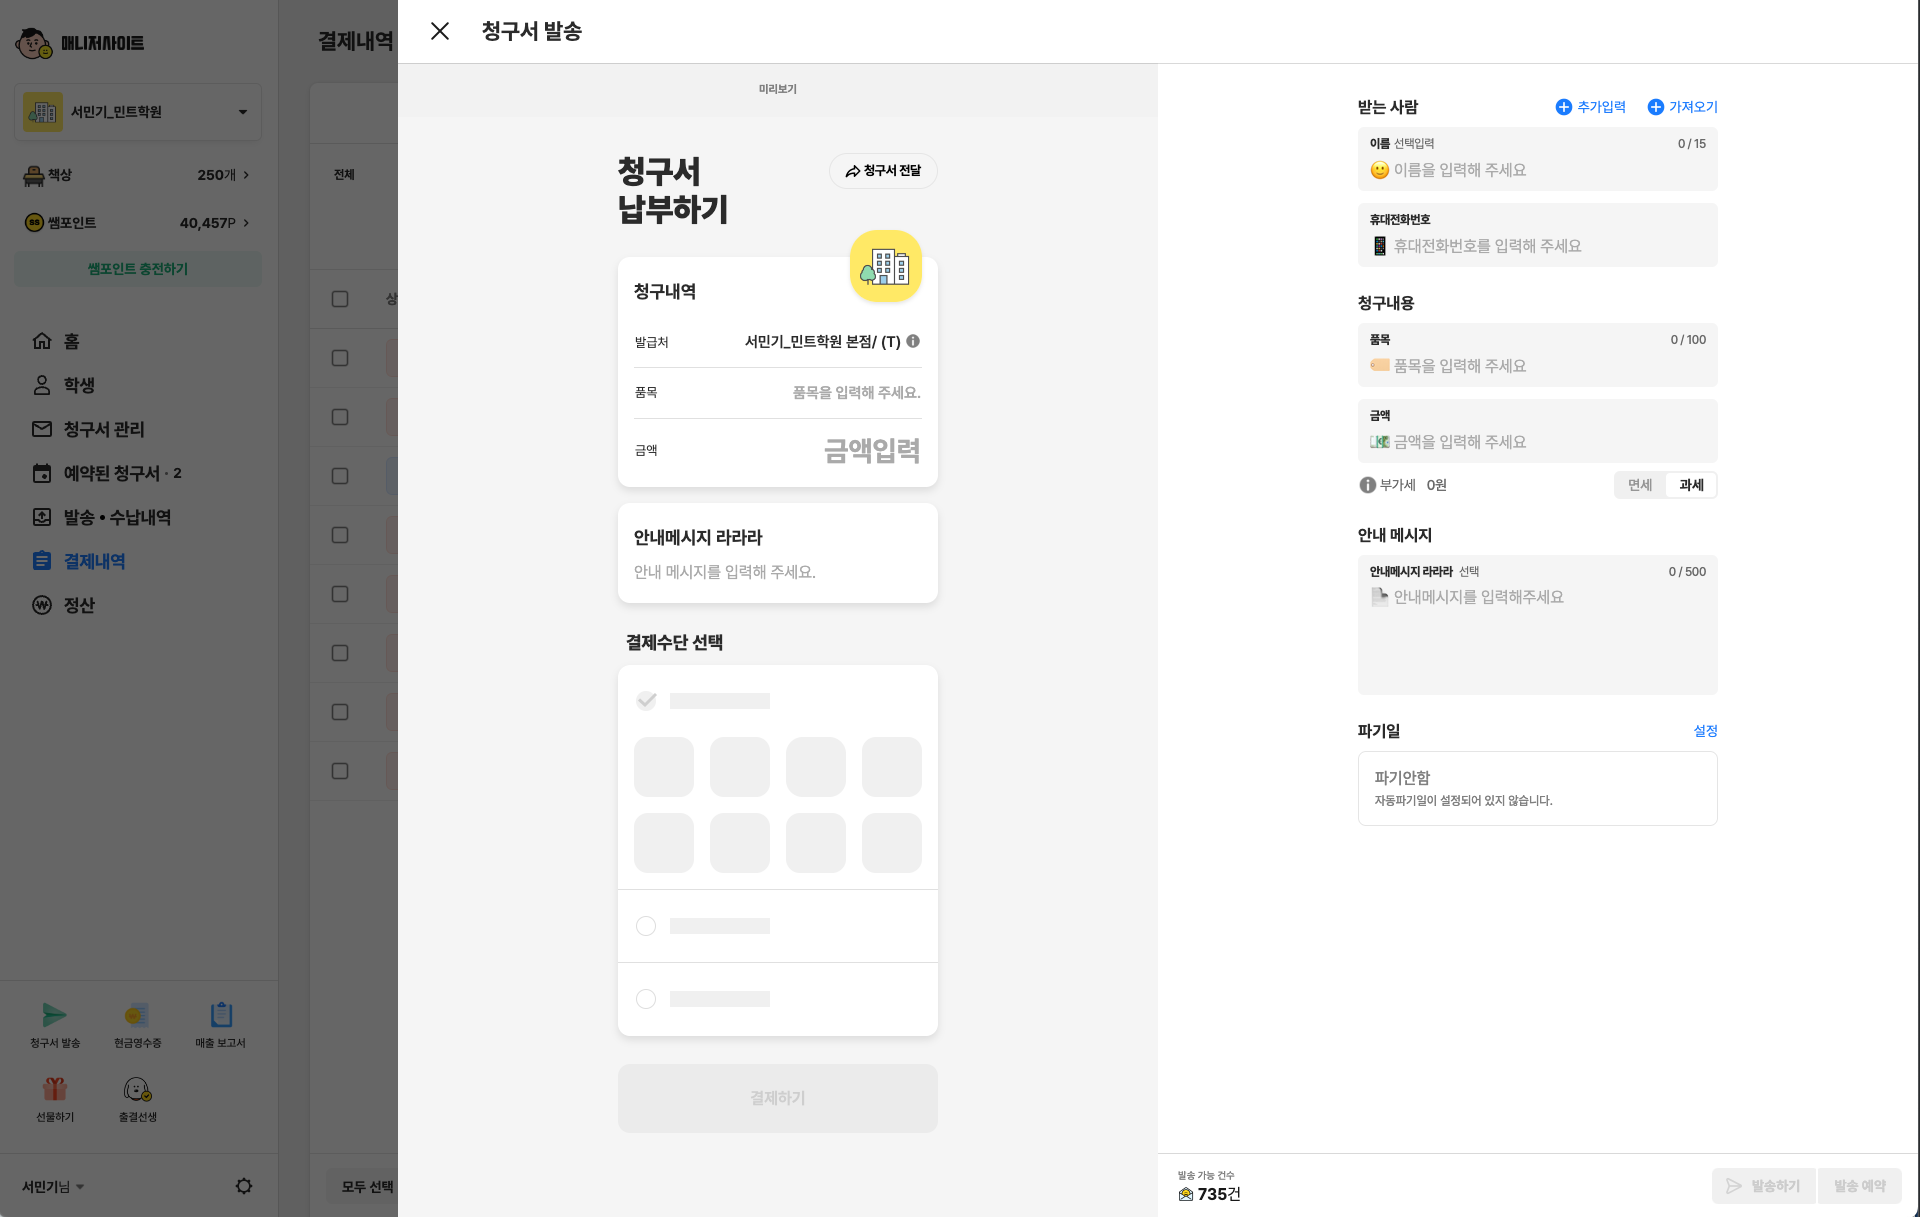 매니저사이트
서민기_민트학원
책상 250개
SS 쌤포인트 40,457P
쌤포인트 충전하기
홈
학생
청구서 관리
예약된 청구서 · 2
발송 • 수납내역
결제내역
정산
청구서 발송
현금영수증
매출 보고서
선물하기
출결선생
서민기님
결제내역
전체
상
모두 선택
청구서 발송
미리보기
청구서
납부하기
청구서 전달
청구내역
발급처 서민기_민트학원 본점/ (T)
품목 품목을 입력해 주세요.
금액 금액입력
안내메시지 라라라
안내 메시지를 입력해 주세요.
결제수단 선택
결제하기
받는 사람 추가입력 가져오기
이름 선택입력 0 / 15
이름을 입력해 주세요
휴대전화번호
휴대전화번호를 입력해 주세요
청구내용
품목 0 / 100
품목을 입력해 주세요
금액
금액을 입력해 주세요
부가세 0원 면세 과세
안내 메시지
안내메시지 라라라 선택 0 / 500
안내메시지를 입력해주세요
파기일 설정
파기안함
자동파기일이 설정되어 있지 않습니다.
발송 가능 건수
735건
발송하기 발송 예약